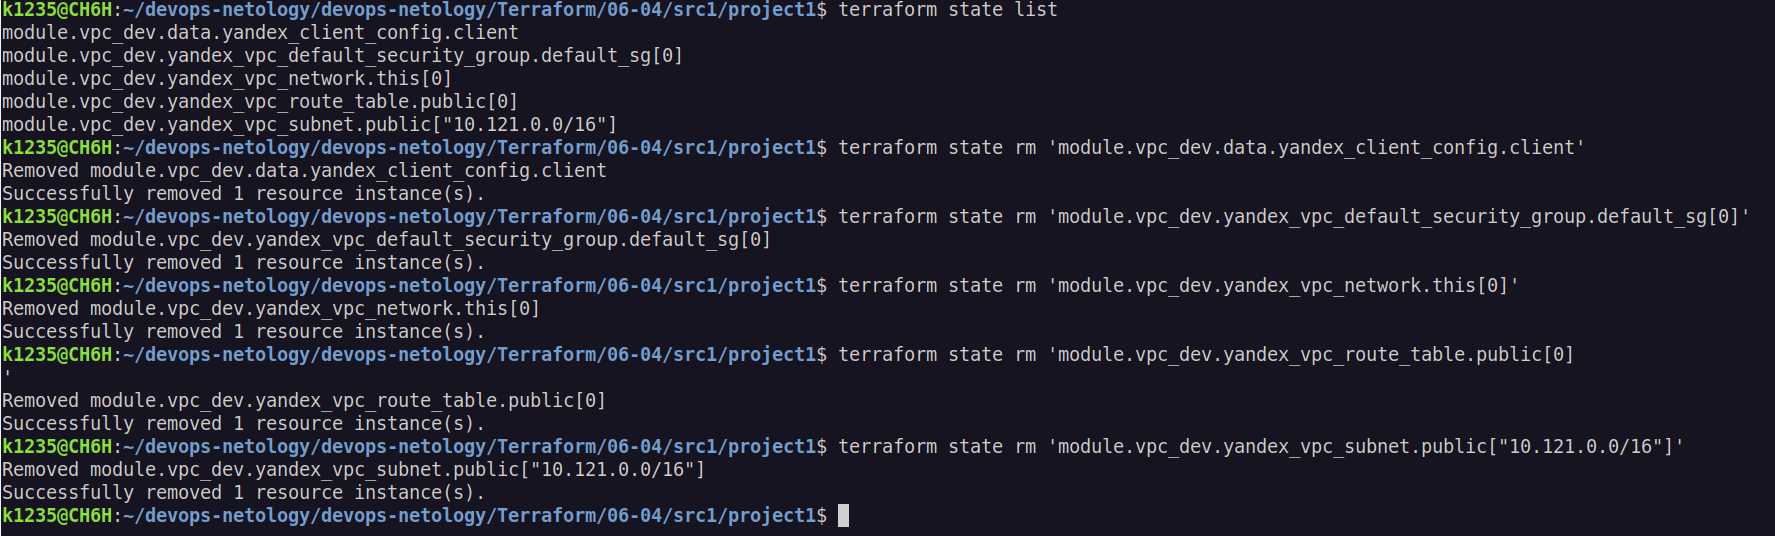 k1235@CH6H:~/devops-netology/devops-netology/Terraform/06-04/src1/project1$ terraform state list
module.vpc_dev.data.yandex_client_config.client
module.vpc_dev.yandex_vpc_default_security_group.default_sg[0]
module.vpc_dev.yandex_vpc_network.this[0]
module.vpc_dev.yandex_vpc_route_table.public[0]
module.vpc_dev.yandex_vpc_subnet.public["10.121.0.0/16"]
k1235@CH6H:~/devops-netology/devops-netology/Terraform/06-04/src1/project1$ terraform state rm 'module.vpc_dev.data.yandex_client_config.client'
Removed module.vpc_dev.data.yandex_client_config.client
Successfully removed 1 resource instance(s).
k1235@CH6H:~/devops-netology/devops-netology/Terraform/06-04/src1/project1$ terraform state rm 'module.vpc_dev.yandex_vpc_default_security_group.default_sg[0]'
Removed module.vpc_dev.yandex_vpc_default_security_group.default_sg[0]
Successfully removed 1 resource instance(s).
k1235@CH6H:~/devops-netology/devops-netology/Terraform/06-04/src1/project1$ terraform state rm 'module.vpc_dev.yandex_vpc_network.this[0]'
Removed module.vpc_dev.yandex_vpc_network.this[0]
Successfully removed 1 resource instance(s).
k1235@CH6H:~/devops-netology/devops-netology/Terraform/06-04/src1/project1$ terraform state rm 'module.vpc_dev.yandex_vpc_route_table.public[0]
'
Removed module.vpc_dev.yandex_vpc_route_table.public[0]
Successfully removed 1 resource instance(s).
k1235@CH6H:~/devops-netology/devops-netology/Terraform/06-04/src1/project1$ terraform state rm 'module.vpc_dev.yandex_vpc_subnet.public["10.121.0.0/16"]'
Removed module.vpc_dev.yandex_vpc_subnet.public["10.121.0.0/16"]
Successfully removed 1 resource instance(s).
k1235@CH6H:~/devops-netology/devops-netology/Terraform/06-04/src1/project1$